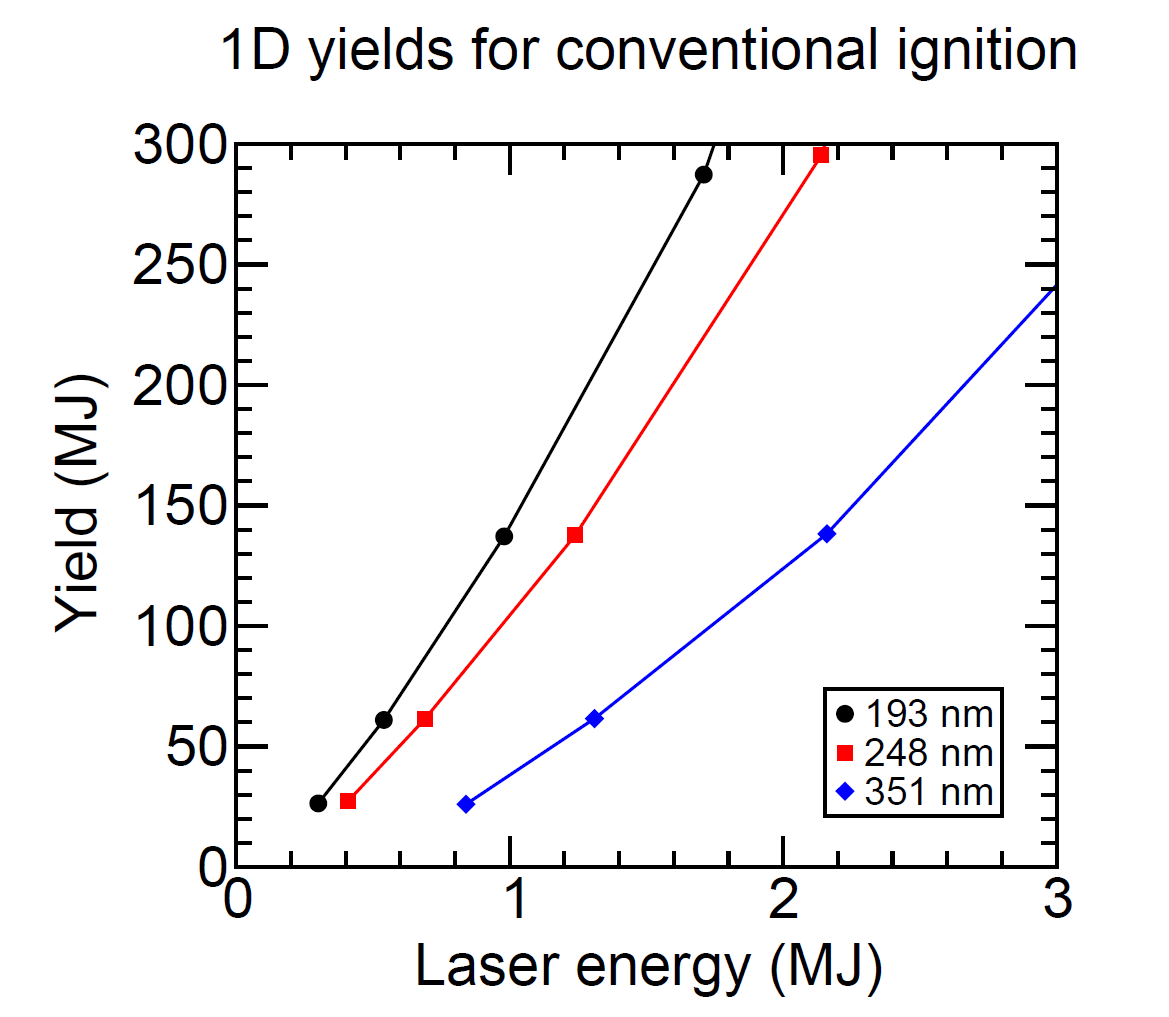 1D yields for conventional ignition
300
250
200
150
100
50
0
Yield (MJ)
193 nm
248 nm
351 nm
0 1 2 3
Laser energy (MJ)